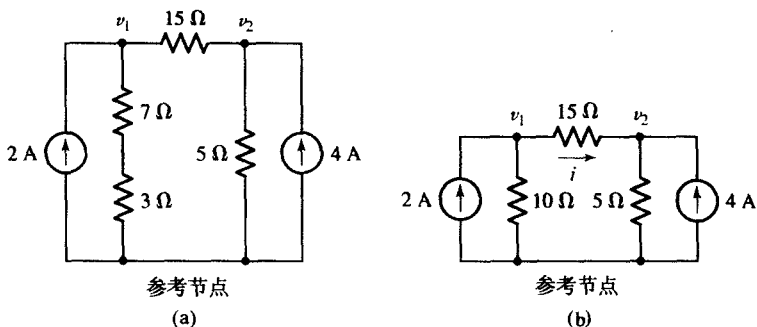 v₁ 15 Ω v₂
7 Ω
2 A 5 Ω 4 A
3 Ω
参考节点
(a)
v₁ 15 Ω v₂
i
2 A 10 Ω 5 Ω 4 A
参考节点
(b)